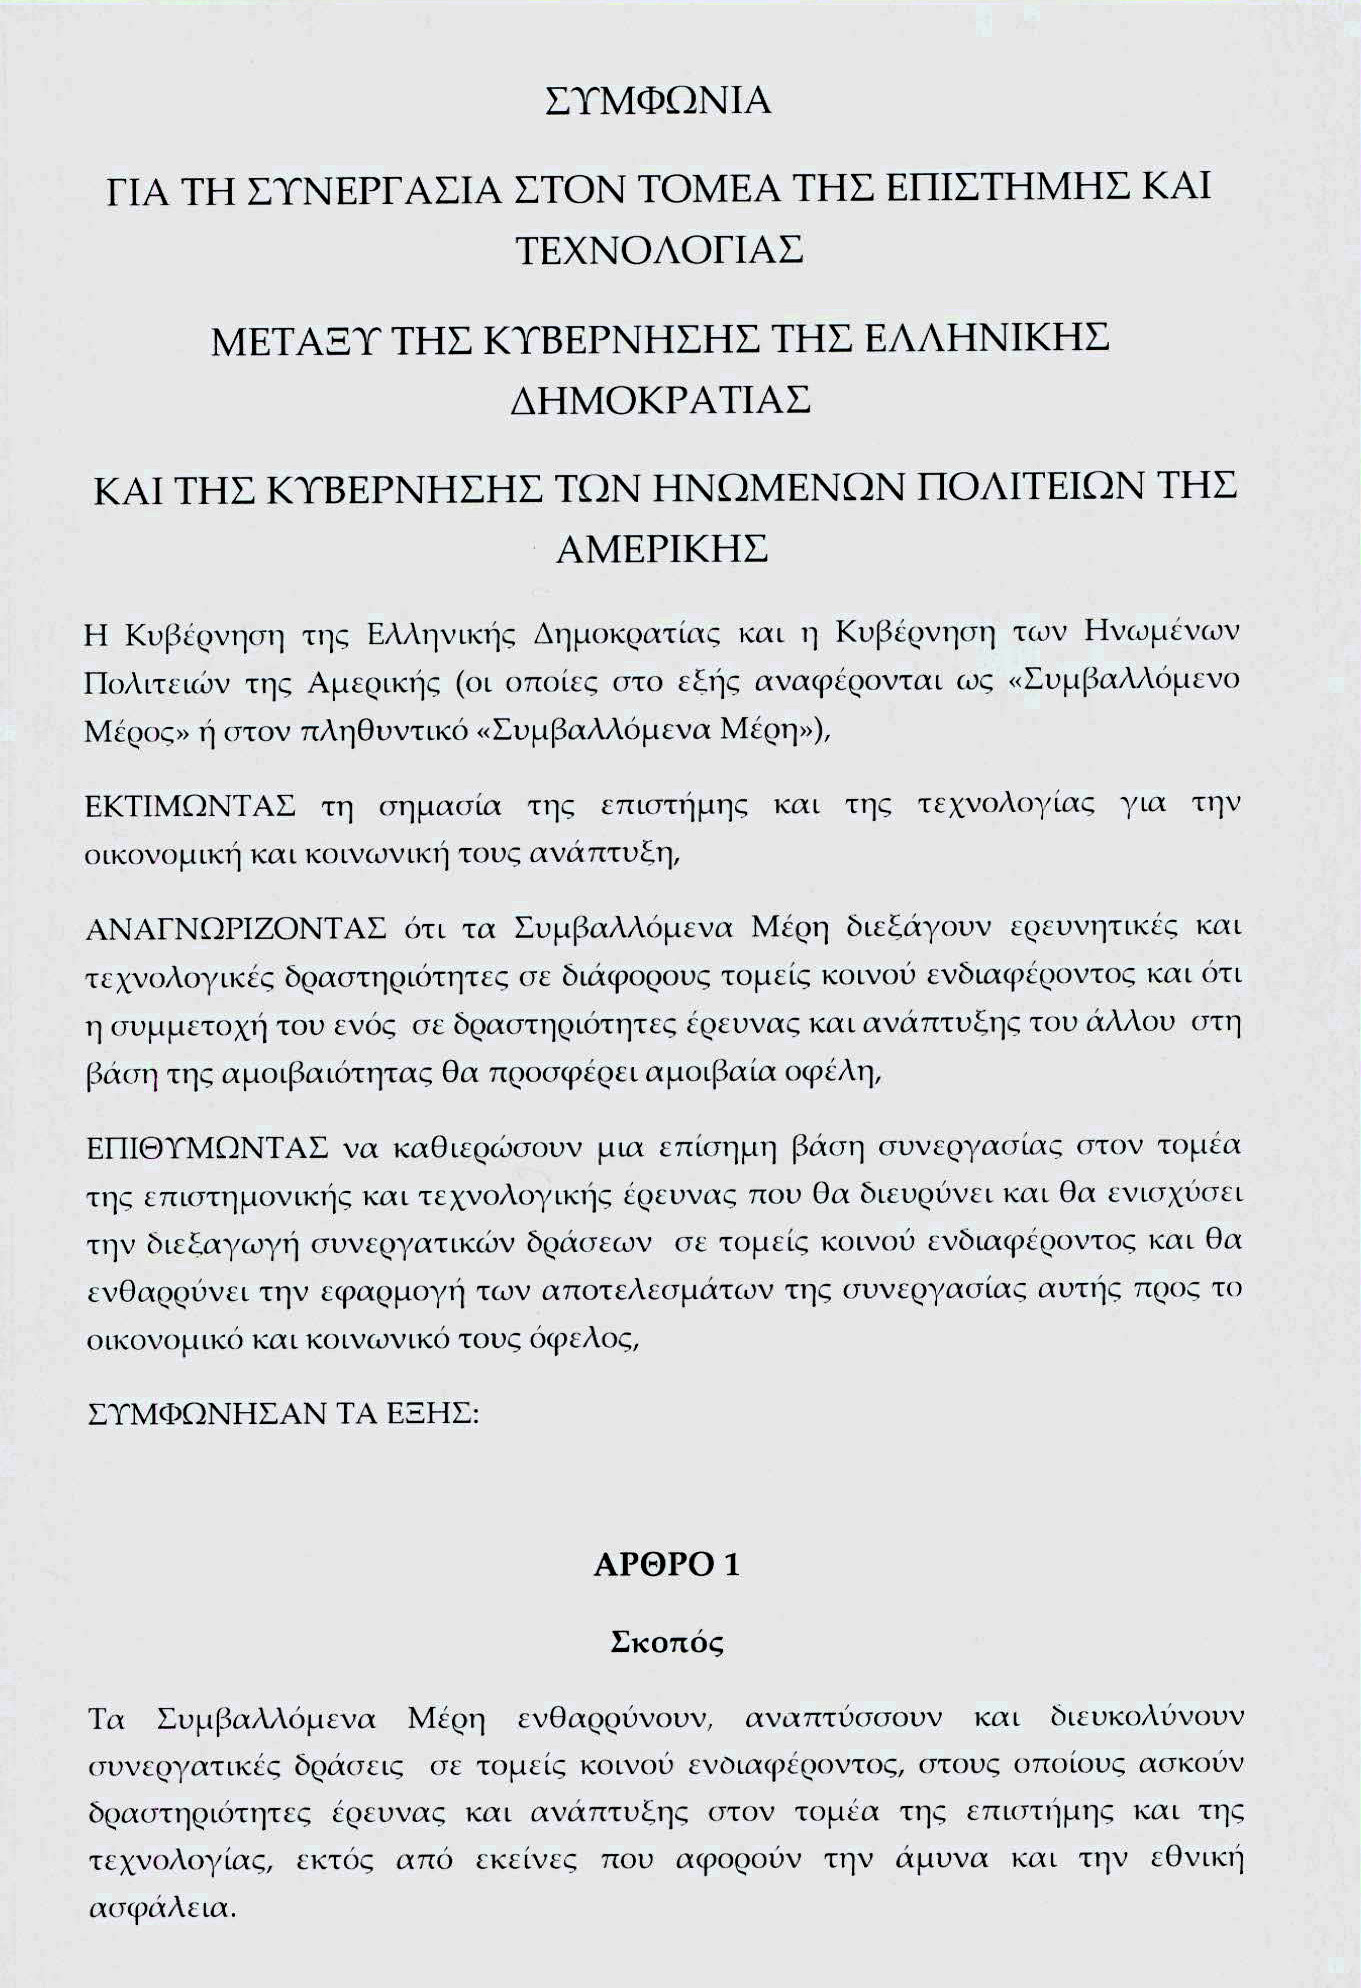 ΣΥΜΦΩΝΙΑ
ΓΙΑ ΤΗ ΣΥΝΕΡΓΑΣΙΑ ΣΤΟΝ ΤΟΜΕΑ ΤΗΣ ΕΠΙΣΤΗΜΗΣ ΚΑΙ
ΤΕΧΝΟΛΟΓΙΑΣ
ΜΕΤΑΞΥ ΤΗΣ ΚΥΒΕΡΝΗΣΗΣ ΤΗΣ ΕΛΛΗΝΙΚΗΣ
ΔΗΜΟΚΡΑΤΙΑΣ
ΚΑΙ ΤΗΣ ΚΥΒΕΡΝΗΣΗΣ ΤΩΝ ΗΝΩΜΕΝΩΝ ΠΟΛΙΤΕΙΩΝ ΤΗΣ
ΑΜΕΡΙΚΗΣ
Η Κυβέρνηση της Ελληνικής Δημοκρατίας και η Κυβέρνηση των Ηνωμένων
Πολιτειών της Αμερικής (οι οποίες στο εξής αναφέρονται ως «Συμβαλλόμενο
Μέρος» ή στον πληθυντικό «Συμβαλλόμενα Μέρη»),
ΕΚΤΙΜΩΝΤΑΣ τη σημασία της επιστήμης και της τεχνολογίας για την
οικονομική και κοινωνική τους ανάπτυξη,
ΑΝΑΓΝΩΡΙΖΟΝΤΑΣ ότι τα Συμβαλλόμενα Μέρη διεξάγουν ερευνητικές και
τεχνολογικές δραστηριότητες σε διάφορους τομείς κοινού ενδιαφέροντος και ότι
η συμμετοχή του ενός σε δραστηριότητες έρευνας και ανάπτυξης του άλλου στη
βάση της αμοιβαιότητας θα προσφέρει αμοιβαία οφέλη,
ΕΠΙΘΥΜΩΝΤΑΣ να καθιερώσουν μια επίσημη βάση συνεργασίας στον τομέα
της επιστημονικής και τεχνολογικής έρευνας που θα διευρύνει και θα ενισχύσει
την διεξαγωγή συνεργατικών δράσεων σε τομείς κοινού ενδιαφέροντος και θα
ενθαρρύνει την εφαρμογή των αποτελεσμάτων της συνεργασίας αυτής προς το
οικονομικό και κοινωνικό τους όφελος,
ΣΥΜΦΩΝΗΣΑΝ ΤΑ ΕΞΗΣ:
ΑΡΘΡΟ 1
Σκοπός
Τα Συμβαλλόμενα Μέρη ενθαρρύνουν, αναπτύσσουν και διευκολύνουν
συνεργατικές δράσεις σε τομείς κοινού ενδιαφέροντος, στους οποίους ασκούν
δραστηριότητες έρευνας και ανάπτυξης στον τομέα της επιστήμης και της
τεχνολογίας, εκτός από εκείνες που αφορούν την άμυνα και την εθνική
ασφάλεια.